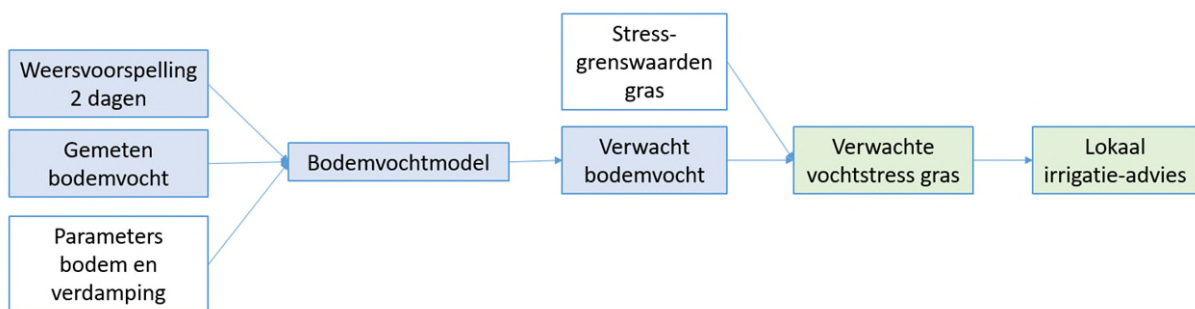 Weersvoorspelling
2 dagen
Gemeten
bodemvocht
Parameters
bodem en
verdamping
Bodemvochtmodel
Stress-
grenswaarden
gras
Verwacht
bodemvocht
Verwachte
vochtstress gras
Lokaal
irrigatie-advies